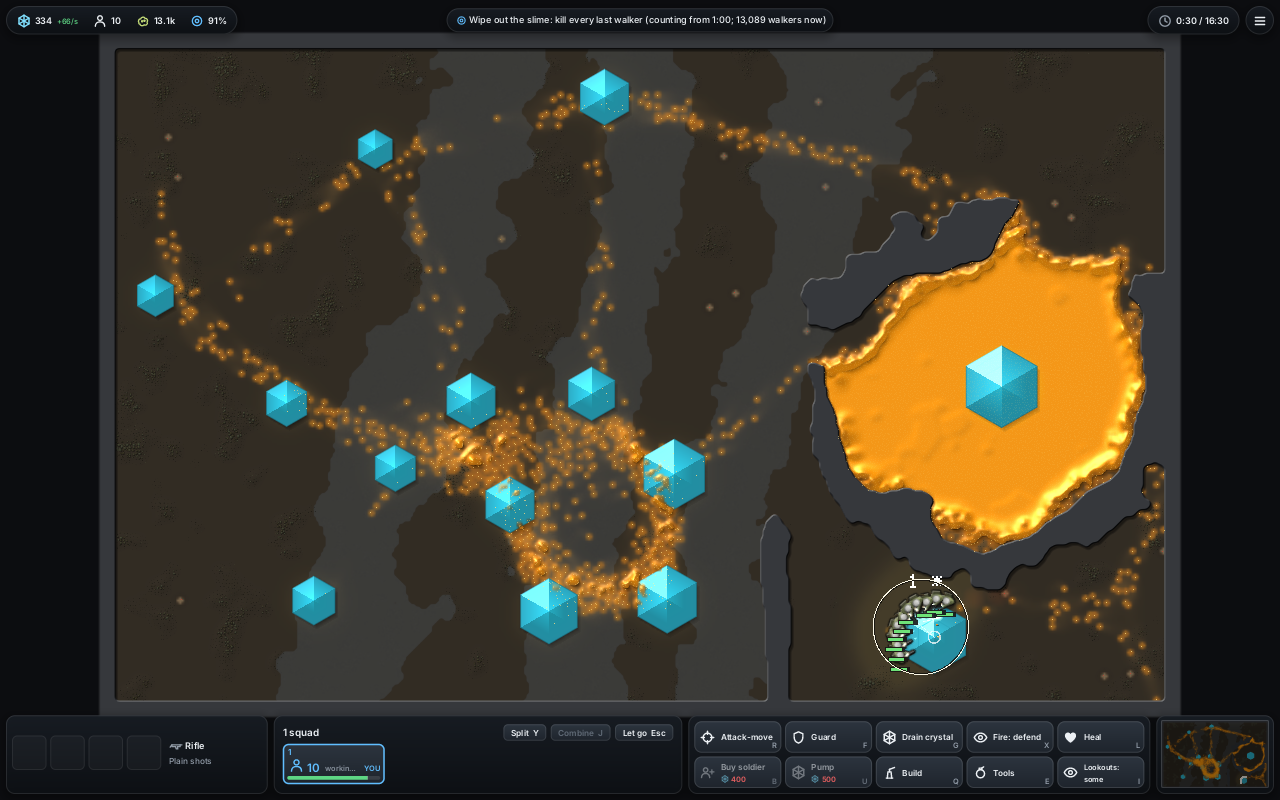 334 +66/s 10 13.1k 91%
Wipe out the slime: kill every last walker (counting from 1:00; 13,089 walkers now)
0:30 / 16:30
1
Rifle
Plain shots
1 squad
Split Y
Combine J
Let go Esc
1
10 workin... YOU
Attack-move R
Guard F
Drain crystal G
Fire: defend X
Heal L
Buy soldier 400 B
Pump 500 U
Build Q
Tools E
Lookouts: some I